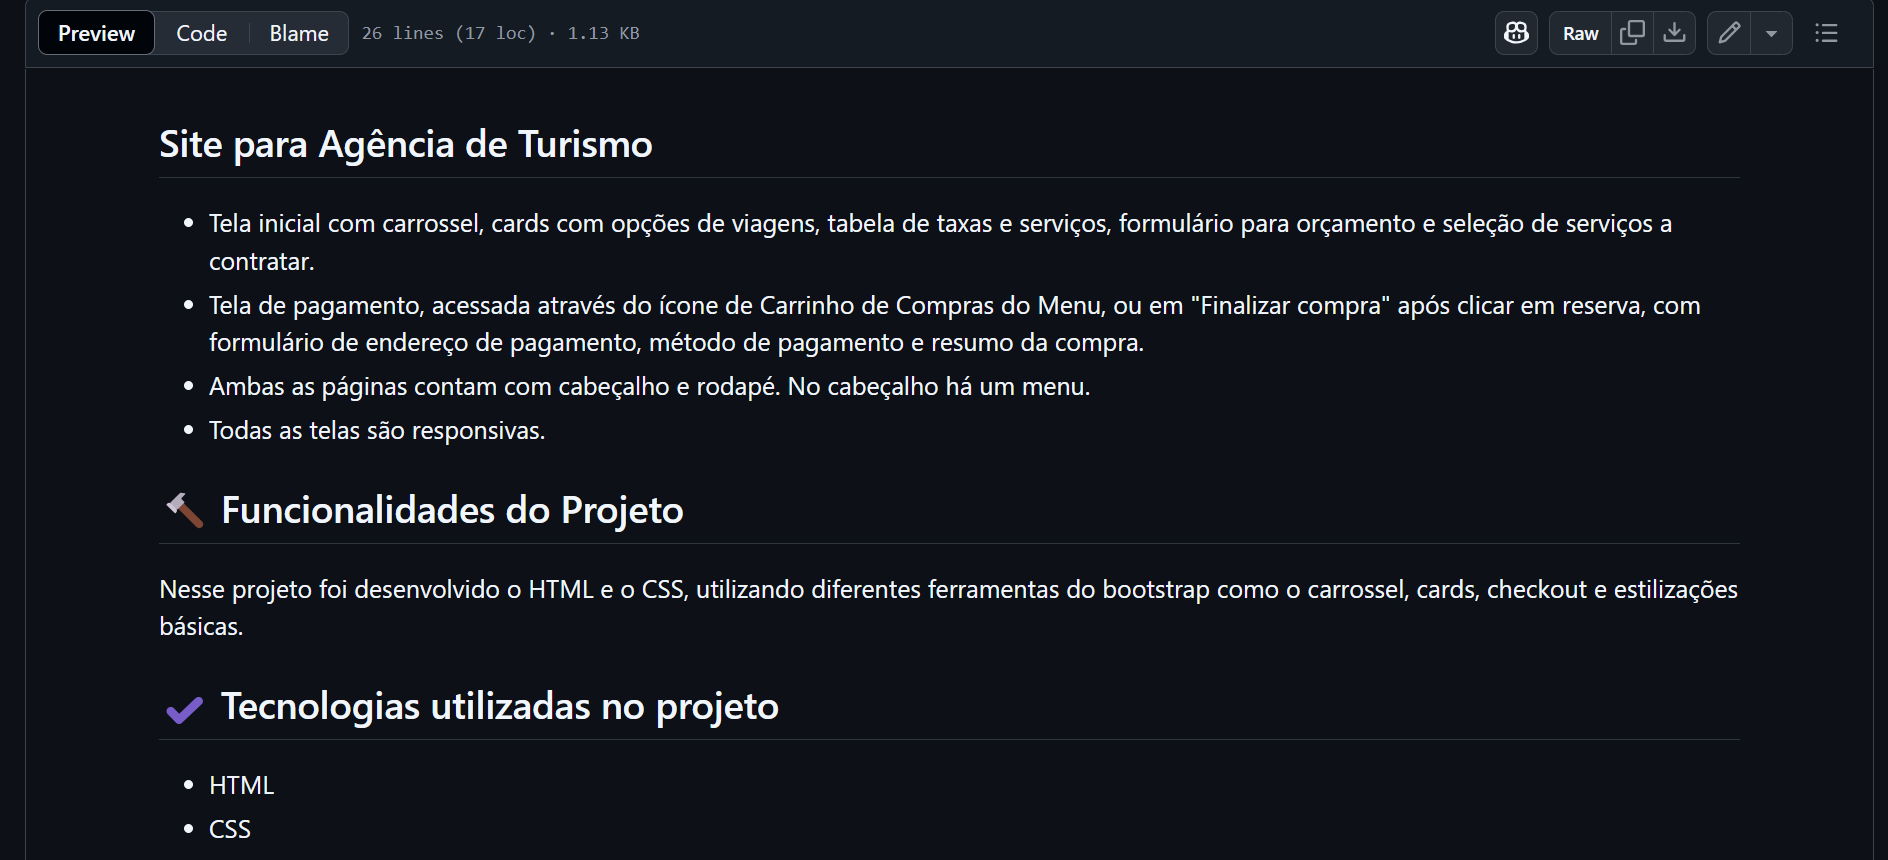 Preview Code Blame 26 lines (17 loc) · 1.13 KB Raw
Site para Agência de Turismo
Tela inicial com carrossel, cards com opções de viagens, tabela de taxas e serviços, formulário para orçamento e seleção de serviços a
contratar.
Tela de pagamento, acessada através do ícone de Carrinho de Compras do Menu, ou em "Finalizar compra" após clicar em reserva, com
formulário de endereço de pagamento, método de pagamento e resumo da compra.
Ambas as páginas contam com cabeçalho e rodapé. No cabeçalho há um menu.
Todas as telas são responsivas.
Funcionalidades do Projeto
Nesse projeto foi desenvolvido o HTML e o CSS, utilizando diferentes ferramentas do bootstrap como o carrossel, cards, checkout e estilizações
básicas.
Tecnologias utilizadas no projeto
HTML
CSS